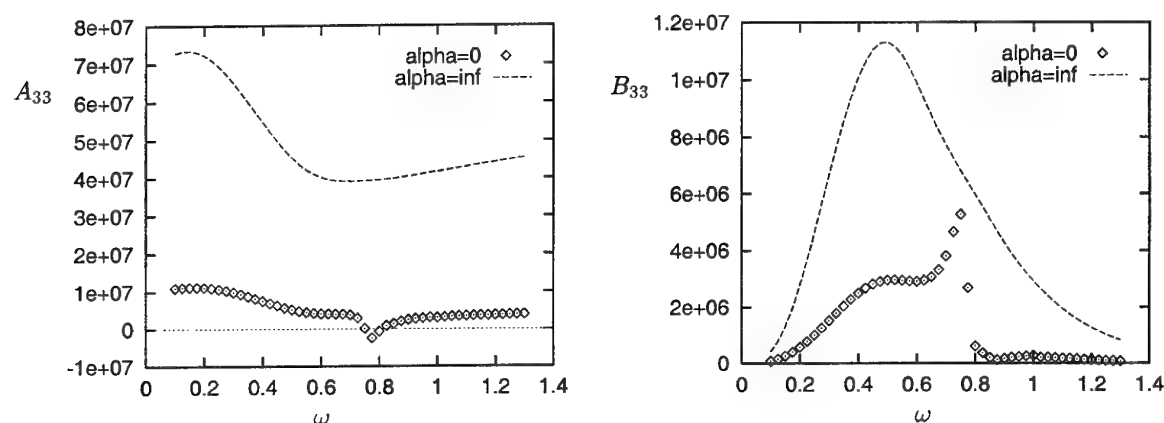 8e+07
7e+07
6e+07
5e+07
4e+07
3e+07
2e+07
1e+07
0
-1e+07
A33
alpha=0
alpha=inf
0 0.2 0.4 0.6 0.8 1 1.2 1.4
ω
1.2e+07
1e+07
8e+06
6e+06
4e+06
2e+06
0
B33
alpha=0
alpha=inf
0 0.2 0.4 0.6 0.8 1 1.2 1.4
ω